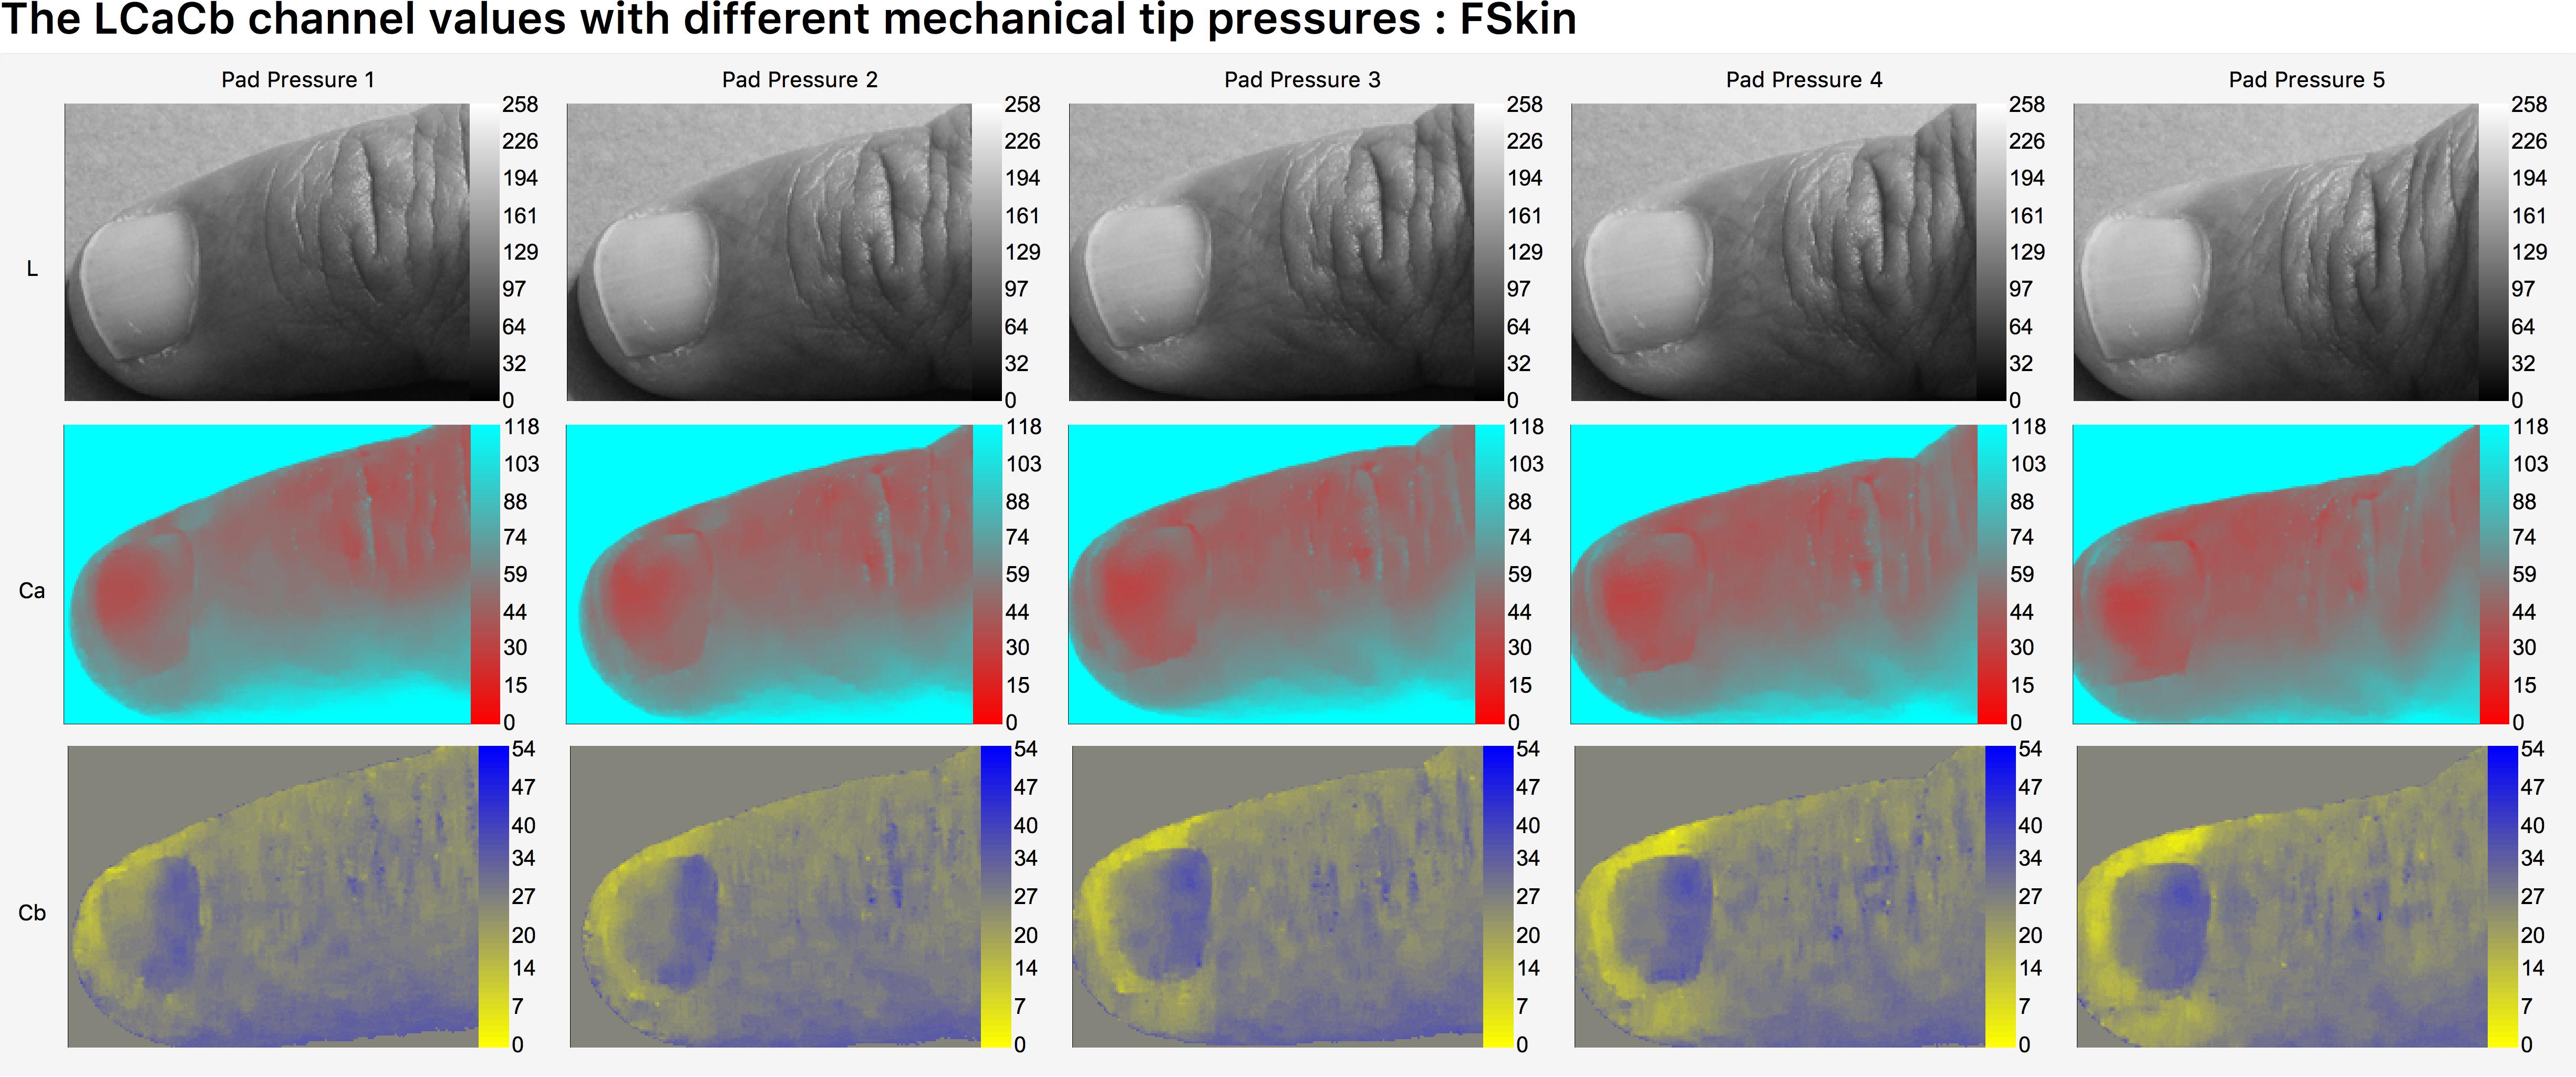 The LCaCb channel values with different mechanical tip pressures : FSkin
Pad Pressure 1 Pad Pressure 2 Pad Pressure 3 Pad Pressure 4 Pad Pressure 5
L
258 258 258 258 258
226 226 226 226 226
194 194 194 194 194
161 161 161 161 161
129 129 129 129 129
97 97 97 97 97
64 64 64 64 64
32 32 32 32 32
0 0 0 0 0
Ca
118 118 118 118 118
103 103 103 103 103
88 88 88 88 88
74 74 74 74 74
59 59 59 59 59
44 44 44 44 44
30 30 30 30 30
15 15 15 15 15
0 0 0 0 0
Cb
54 54 54 54 54
47 47 47 47 47
40 40 40 40 40
34 34 34 34 34
27 27 27 27 27
20 20 20 20 20
14 14 14 14 14
7 7 7 7 7
0 0 0 0 0